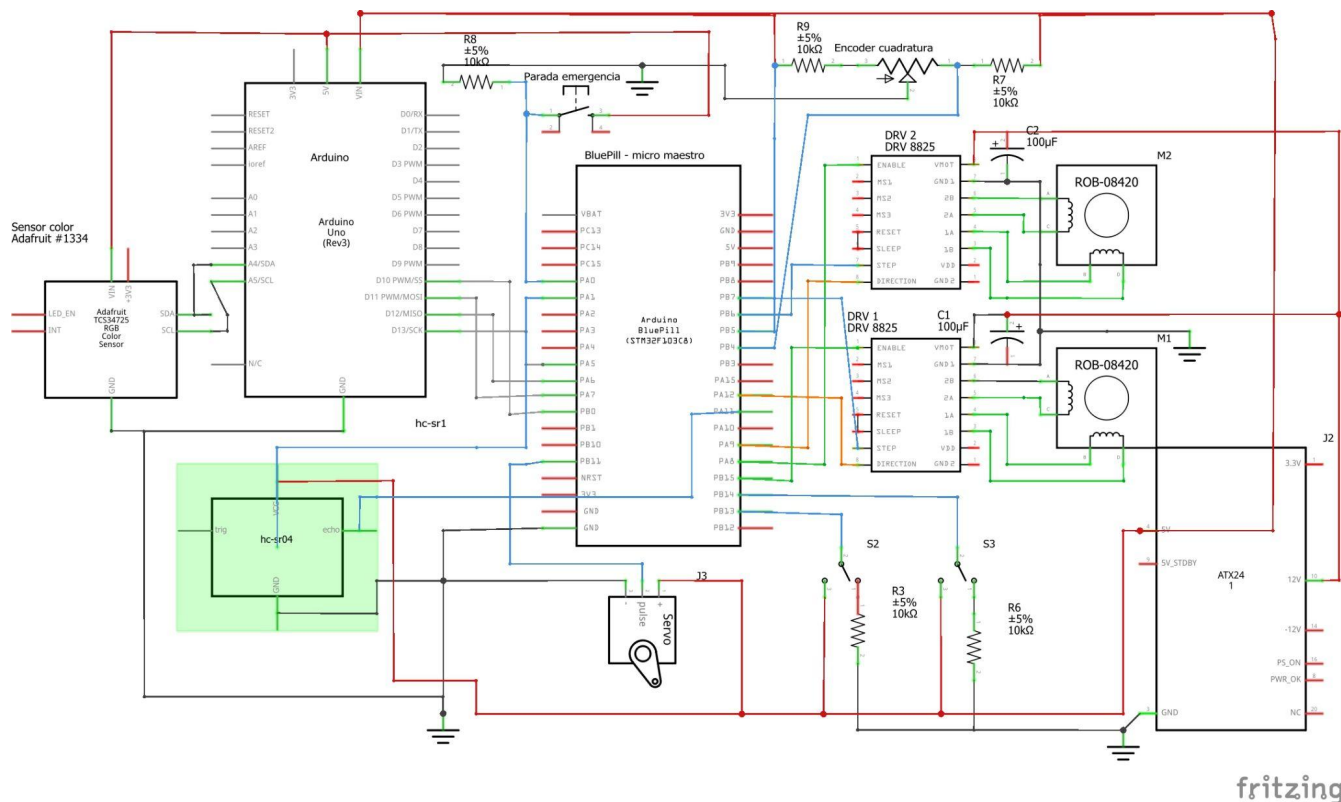 R8
±5%
10kΩ
R9
±5%
10kΩ
Encoder cuadratura
R7
±5%
10kΩ
Parada emergencia
3V3
5V
VIN
RESET
RESET2
AREF
ioref
A0
A1
A2
A3
A4/SDA
A5/SCL
N/C
GND
Arduino
Arduino
Uno
(Rev3)
D0/RX
D1/TX
D2
D3 PWM
D4
D5 PWM
D6 PWM
D7
D8
D9 PWM
D10 PWM/SS
D11 PWM/MOSI
D12/MISO
D13/SCK
Sensor color
Adafruit #1334
VIN
+3V3
LED_EN
INT
SDA
SCL
GND
Adafruit
TCS34725
RGB
Color
Sensor
BluePill - micro maestro
VBAT
PC13
PC14
PC15
PA0
PA1
PA2
PA3
PA4
PA5
PA6
PA7
PB0
PB1
PB10
PB11
NRST
3V3
GND
GND
Arduino
BluePill
(STM32F103C8)
3V3
GND
5V
PB9
PB8
PB7
PB6
PB5
PB4
PB3
PA15
PA12
PA11
PA10
PA9
PA8
PB15
PB14
PB13
PB12
DRV 2
DRV 8825
ENABLE
MS1
MS2
MS3
RESET
SLEEP
STEP
DIRECTION
VMOT
GND1
2B
2A
1A
1B
VDD
GND2
C2
100µF
M2
ROB-08420
DRV 1
DRV 8825
ENABLE
MS1
MS2
MS3
RESET
SLEEP
STEP
DIRECTION
VMOT
GND1
2B
2A
1A
1B
VDD
GND2
C1
100µF
M1
ROB-08420
hc-sr1
VCC
trig
echo
hc-sr04
GND
J3
-
pulse
+
Servo
S2
S3
R3
±5%
10kΩ
R6
±5%
10kΩ
J2
3.3V
5V
5V_STDBY
ATX24
1
12V
-12V
PS_ON
PWR_OK
GND
NC
fritzing